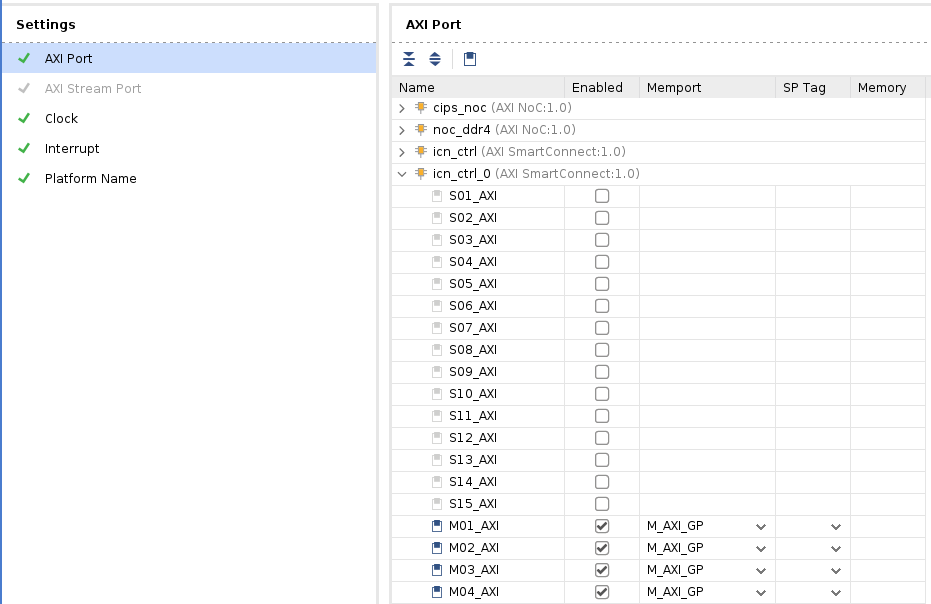 Settings
AXI Port
AXI Stream Port
Clock
Interrupt
Platform Name
AXI Port
Name Enabled Memport SP Tag Memory
cips_noc (AXI NoC:1.0)
noc_ddr4 (AXI NoC:1.0)
icn_ctrl (AXI SmartConnect:1.0)
icn_ctrl_0 (AXI SmartConnect:1.0)
S01_AXI
S02_AXI
S03_AXI
S04_AXI
S05_AXI
S06_AXI
S07_AXI
S08_AXI
S09_AXI
S10_AXI
S11_AXI
S12_AXI
S13_AXI
S14_AXI
S15_AXI
M01_AXI M_AXI_GP
M02_AXI M_AXI_GP
M03_AXI M_AXI_GP
M04_AXI M_AXI_GP